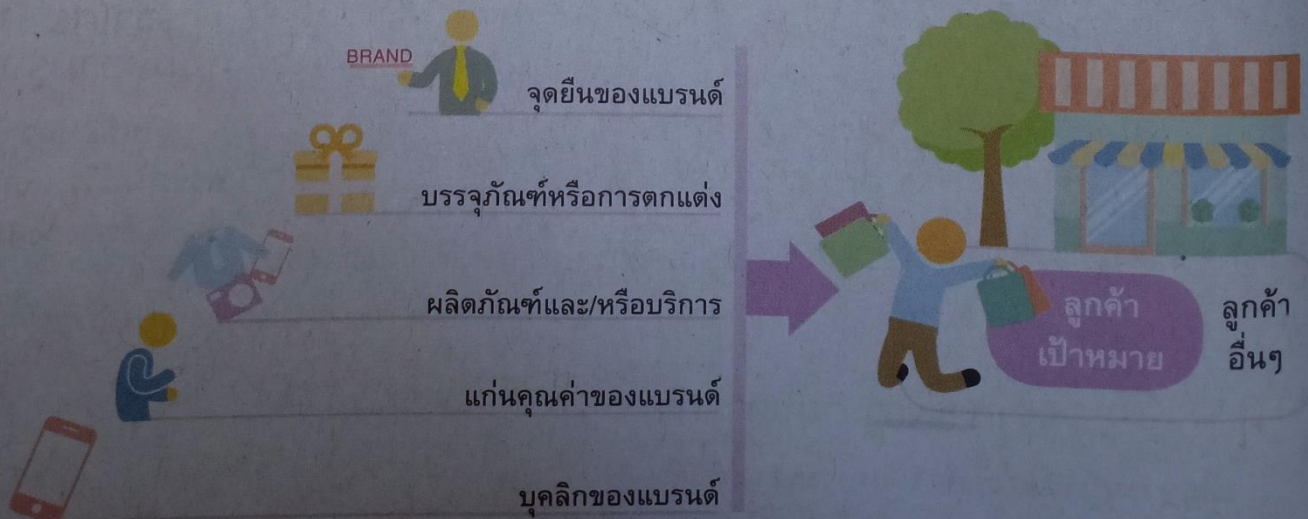 BRAND
จุดยืนของแบรนด์
บรรจุภัณฑ์หรือการตกแต่ง
ผลิตภัณฑ์และ/หรือบริการ
แก่นคุณค่าของแบรนด์
บุคลิกของแบรนด์
ลูกค้า
เป้าหมาย
ลูกค้า
อื่นๆ